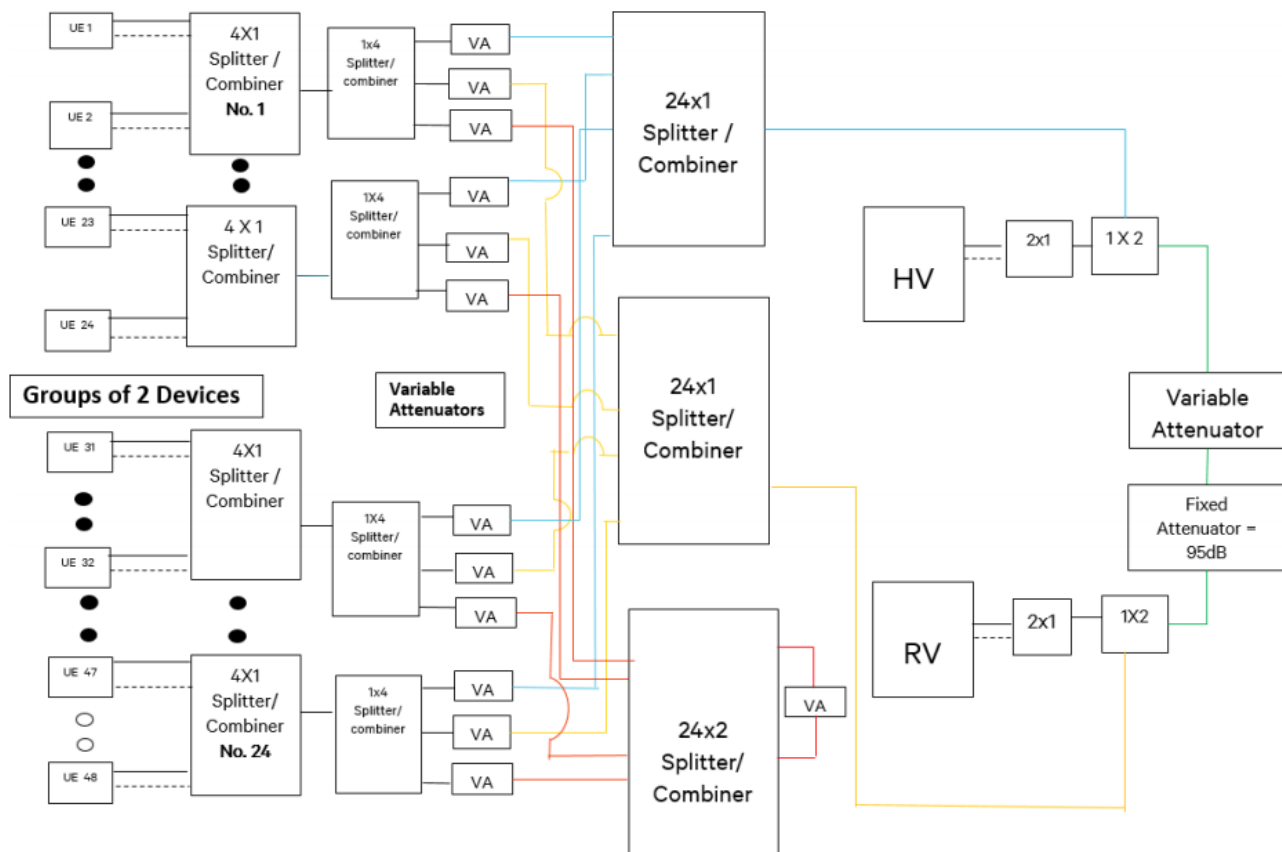 UE 1
4X1
Splitter /
Combiner
No. 1
UE 2
1x4
Splitter/
combiner
VA
VA
VA
24x1
Splitter /
Combiner
UE 23
4 X 1
Splitter/
Combiner
UE 24
1X4
Splitter/
combiner
VA
VA
VA
HV
2x1
1 X 2
Groups of 2 Devices
Variable
Attenuators
24x1
Splitter/
Combiner
Variable
Attenuator
Fixed
Attenuator =
95dB
UE 31
4X1
Splitter /
Combiner
UE 32
1X4
Splitter/
combiner
VA
VA
VA
RV
2x1
1X2
UE 47
4X1
Splitter/
Combiner
No. 24
UE 48
1x4
Splitter/
combiner
VA
VA
VA
24x2
Splitter/
Combiner
VA